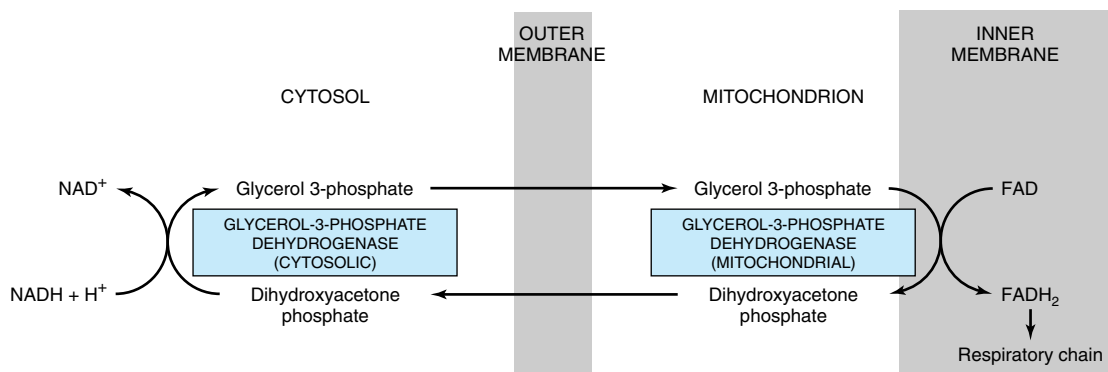 OUTER
MEMBRANE
INNER
MEMBRANE
CYTOSOL
MITOCHONDRION
NAD⁺
Glycerol 3-phosphate
Glycerol 3-phosphate
FAD
GLYCEROL-3-PHOSPHATE
DEHYDROGENASE
(CYTOSOLIC)
GLYCEROL-3-PHOSPHATE
DEHYDROGENASE
(MITOCHONDRIAL)
NADH + H⁺
Dihydroxyacetone
phosphate
Dihydroxyacetone
phosphate
FADH₂
Respiratory chain